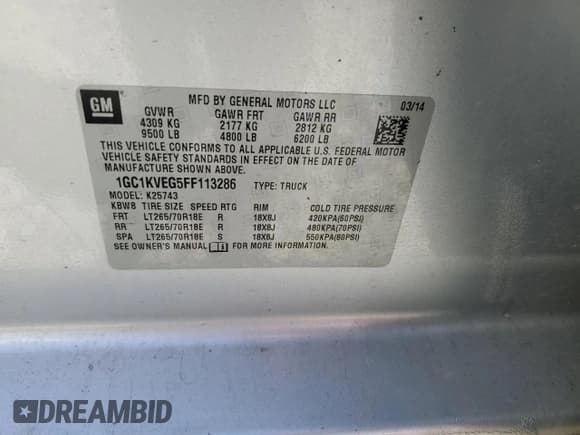 GM
MFD BY GENERAL MOTORS LLC 03/14
GVWR GAWR FRT GAWR RR
4309 KG 2177 KG 2812 KG
9500 LB 4800 LB 6200 LB
THIS VEHICLE CONFORMS TO ALL APPLICABLE U.S. FEDERAL MOTOR
VEHICLE SAFETY STANDARDS IN EFFECT ON THE DATE OF
MANUFACTURE SHOWN ABOVE.
1GC1KVEG5FF113286 TYPE: TRUCK
MODEL: K25743
KBW8 TIRE SIZE SPEED RTG RIM COLD TIRE PRESSURE
FRT LT265/70R18E R 18X8J 420KPA(60PSI)
RR LT265/70R18E R 18X8J 480KPA(70PSI)
SPA LT265/70R18E S 18X8J 550KPA(80PSI)
SEE OWNER'S MANUAL FOR MORE INFORMATION
DREAMBID